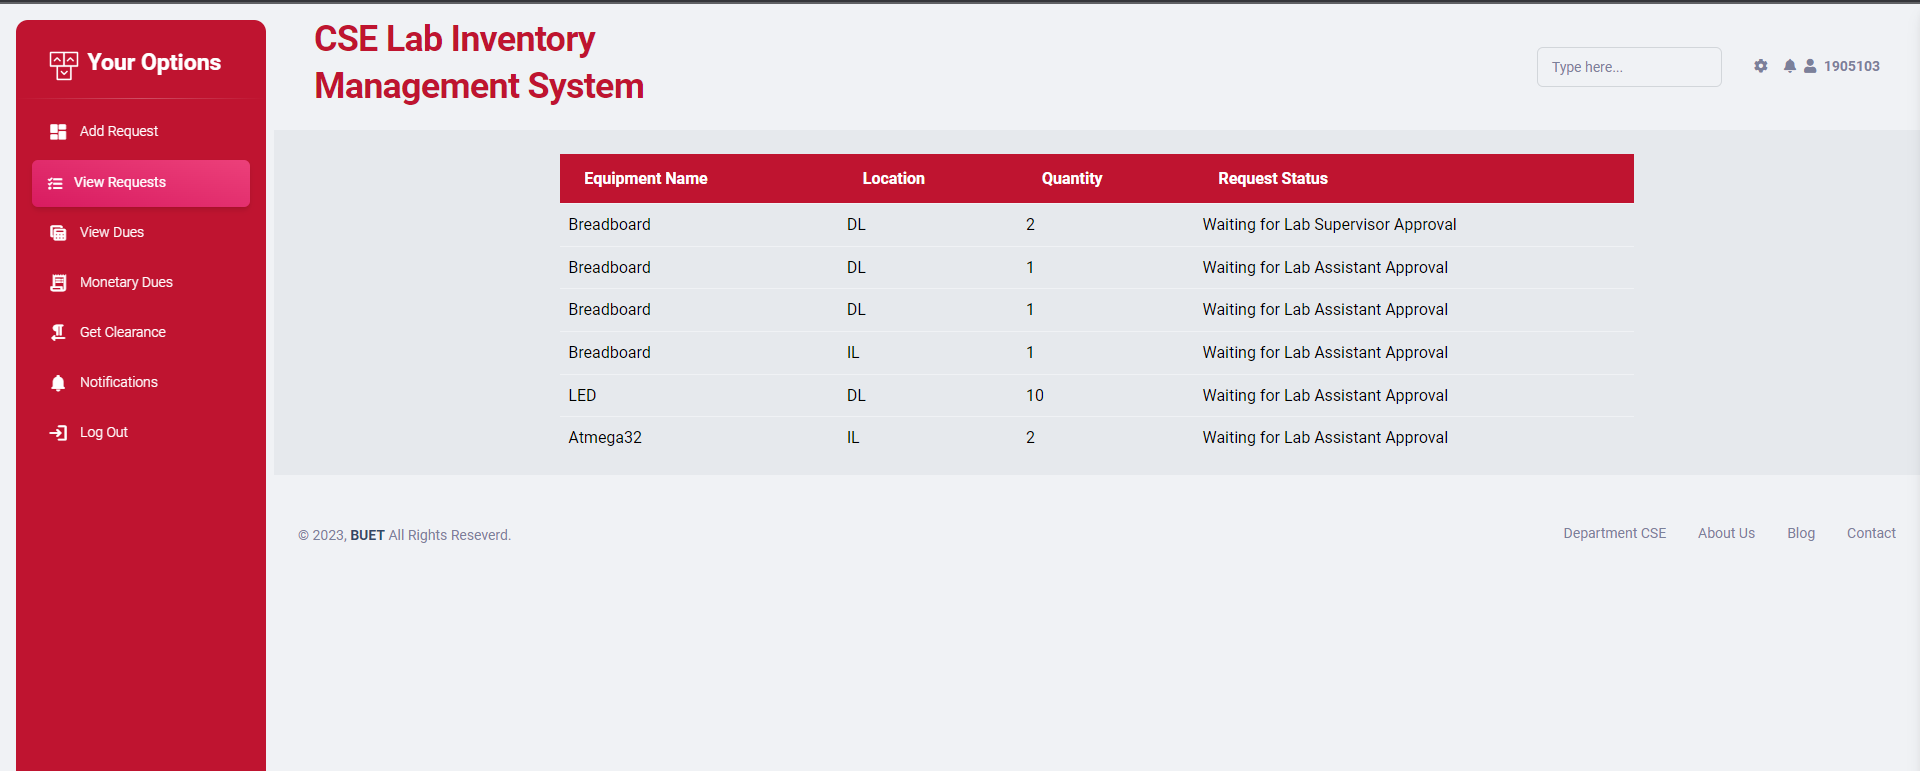 Your Options
Add Request
View Requests
View Dues
Monetary Dues
Get Clearance
Notifications
Log Out
CSE Lab Inventory
Management System
Type here...
1905103
Equipment Name Location Quantity Request Status
Breadboard DL 2 Waiting for Lab Supervisor Approval
Breadboard DL 1 Waiting for Lab Assistant Approval
Breadboard DL 1 Waiting for Lab Assistant Approval
Breadboard IL 1 Waiting for Lab Assistant Approval
LED DL 10 Waiting for Lab Assistant Approval
Atmega32 IL 2 Waiting for Lab Assistant Approval
© 2023, BUET All Rights Reseverd.
Department CSE About Us Blog Contact